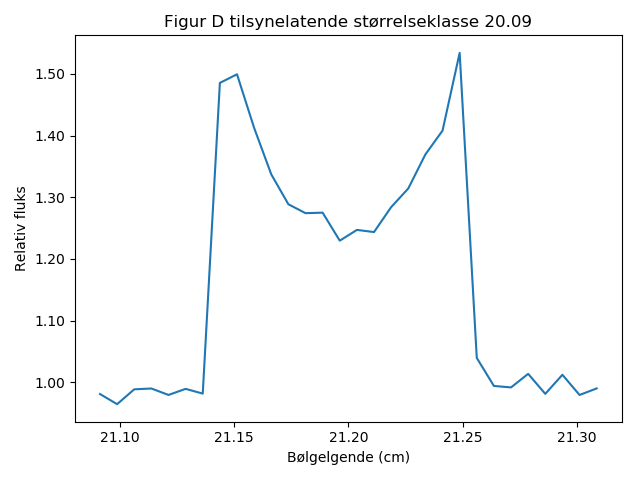 Figur D tilsynelatende størrelseklasse 20.09
1.50
1.40
1.30
1.20
1.10
1.00
Relativ fluks
21.10 21.15 21.20 21.25 21.30
Bølgelgende (cm)